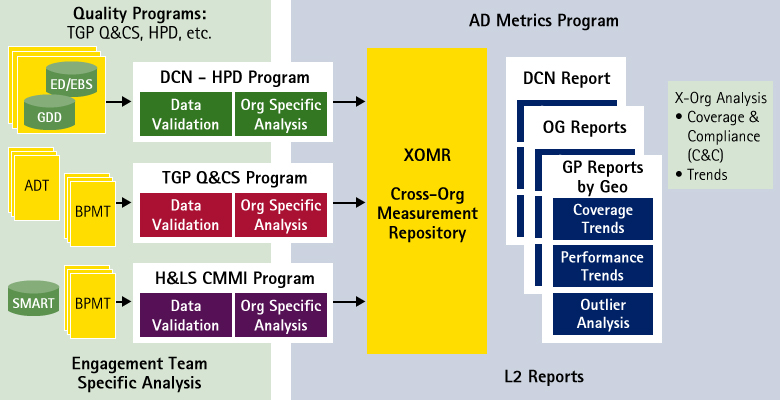 Quality Programs:
TGP Q&CS, HPD, etc.
AD Metrics Program
ED/EBS
GDD
DCN – HPD Program
Data
Validation
Org Specific
Analysis
ADT
BPMT
TGP Q&CS Program
Data
Validation
Org Specific
Analysis
SMART
BPMT
H&LS CMMI Program
Data
Validation
Org Specific
Analysis
XOMR
Cross-Org
Measurement
Repository
DCN Report
OG Reports
GP Reports
by Geo
Coverage
Trends
Performance
Trends
Outlier
Analysis
X-Org Analysis
• Coverage &
Compliance
(C&C)
• Trends
Engagement Team
Specific Analysis
L2 Reports